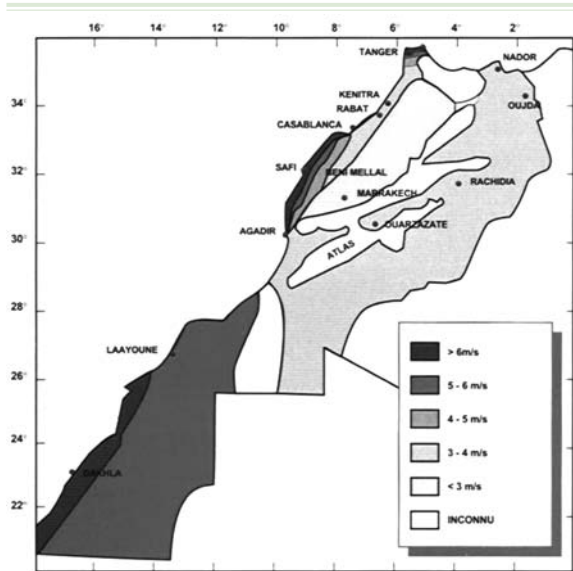 16° 14° 12° 10° 8° 6° 4° 2°
TANGER
NADOR
KENITRA
34°
OUJDA
RABAT
CASABLANCA
SAFI
BENI MELLAL
32°
RACHIDIA
MARRAKECH
OUARZAZATE
AGADIR
30°
ATLAS
28°
LAAYOUNE
26°
24°
DAKHLA
22°
> 6m/s
5 - 6 m/s
4 - 5 m/s
3 - 4 m/s
< 3 m/s
INCONNU